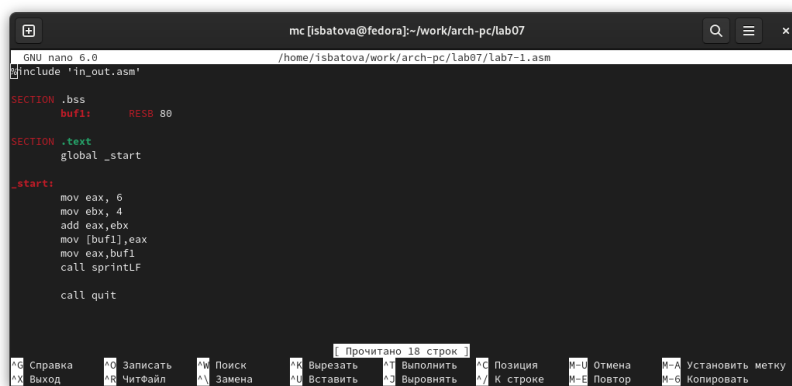 mc [isbatova@fedora]:~/work/arch-pc/lab07
GNU nano 6.0 /home/isbatova/work/arch-pc/lab07/lab7-1.asm
%include 'in_out.asm'
SECTION .bss
buf1: RESB 80
SECTION .text
global _start
_start:
mov eax, 6
mov ebx, 4
add eax,ebx
mov [buf1],eax
mov eax,buf1
call sprintLF
call quit
[ Прочитано 18 строк ]
^G Справка ^O Записать ^W Поиск ^K Вырезать ^T Выполнить ^C Позиция M-U Отмена M-A Установить метку
^X Выход ^R ЧитФайл ^\ Замена ^U Вставить ^J Выровнять ^/ К строке M-E Повтор M-6 Копировать